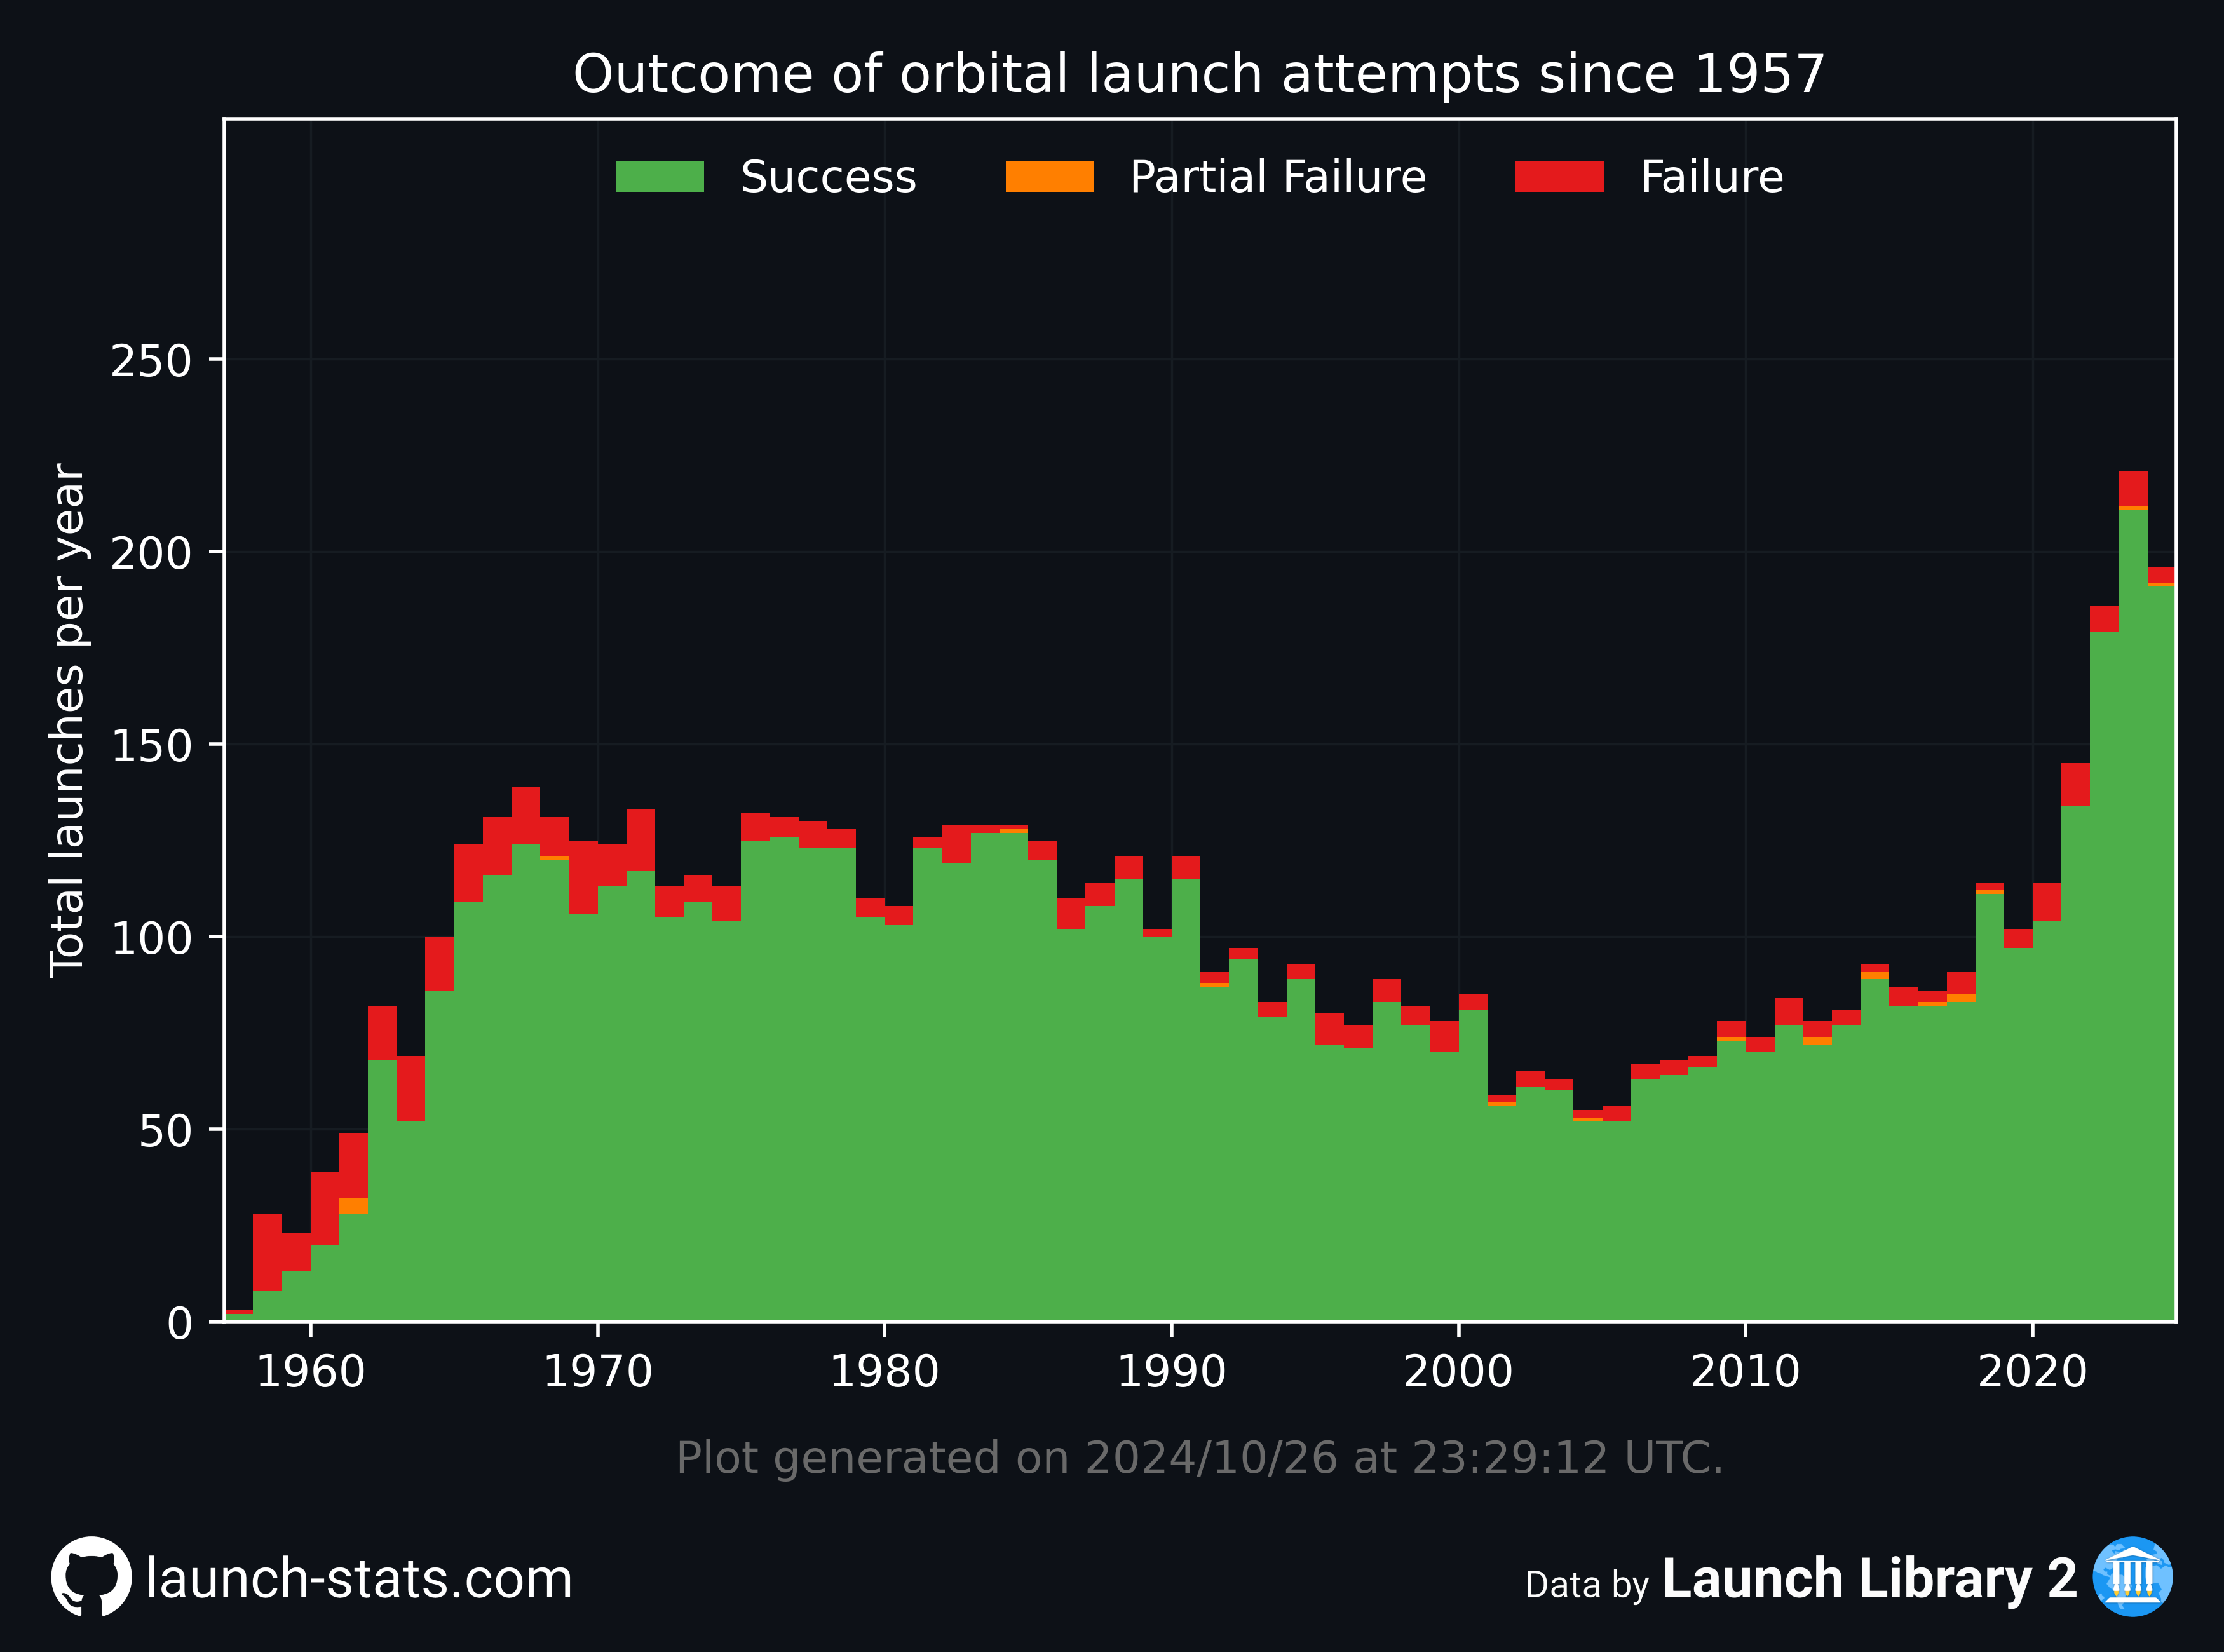 Outcome of orbital launch attempts since 1957
Success Partial Failure Failure
Total launches per year
250
200
150
100
50
0
1960 1970 1980 1990 2000 2010 2020
Plot generated on 2024/10/26 at 23:29:12 UTC.
launch-stats.com
Data by Launch Library 2